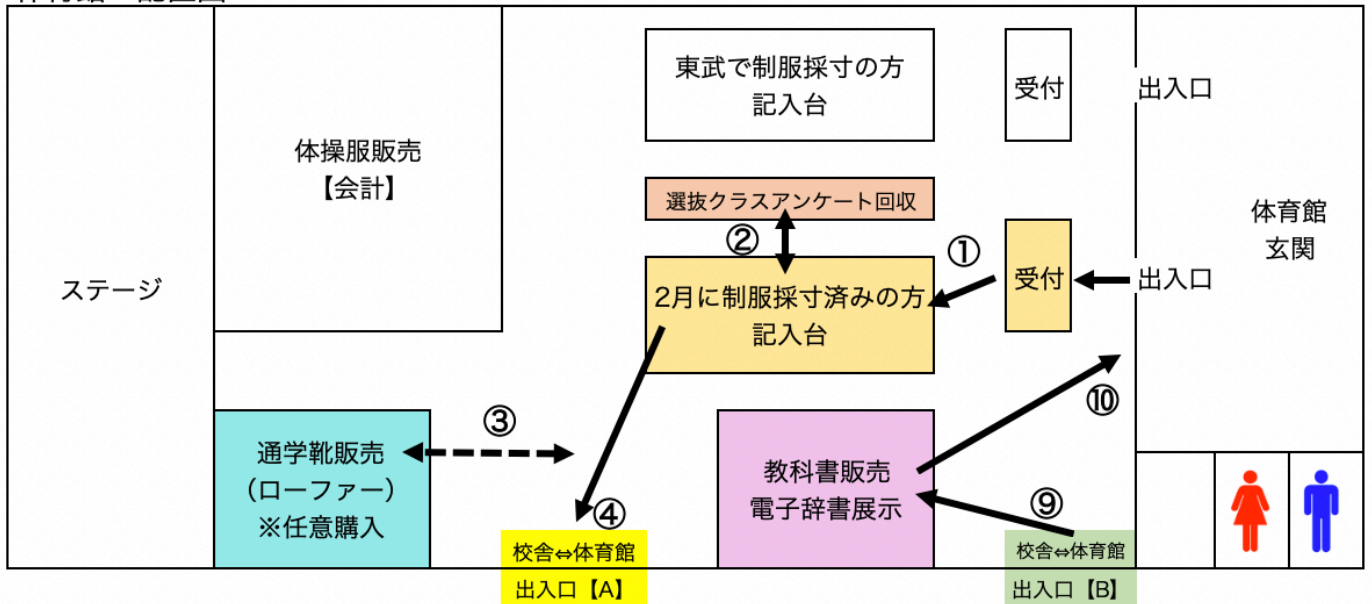 東武で制服採寸の方
記入台
受付
出入口
体操服販売
【会計】
選抜クラスアンケート回収
体育館
玄関
②
①
ステージ
2月に制服採寸済みの方
記入台
受付
出入口
③
⑩
通学靴販売
（ローファー）
※任意購入
教科書販売
電子辞書展示
④
⑨
校舎⇔体育館
出入口【A】
校舎⇔体育館
出入口【B】